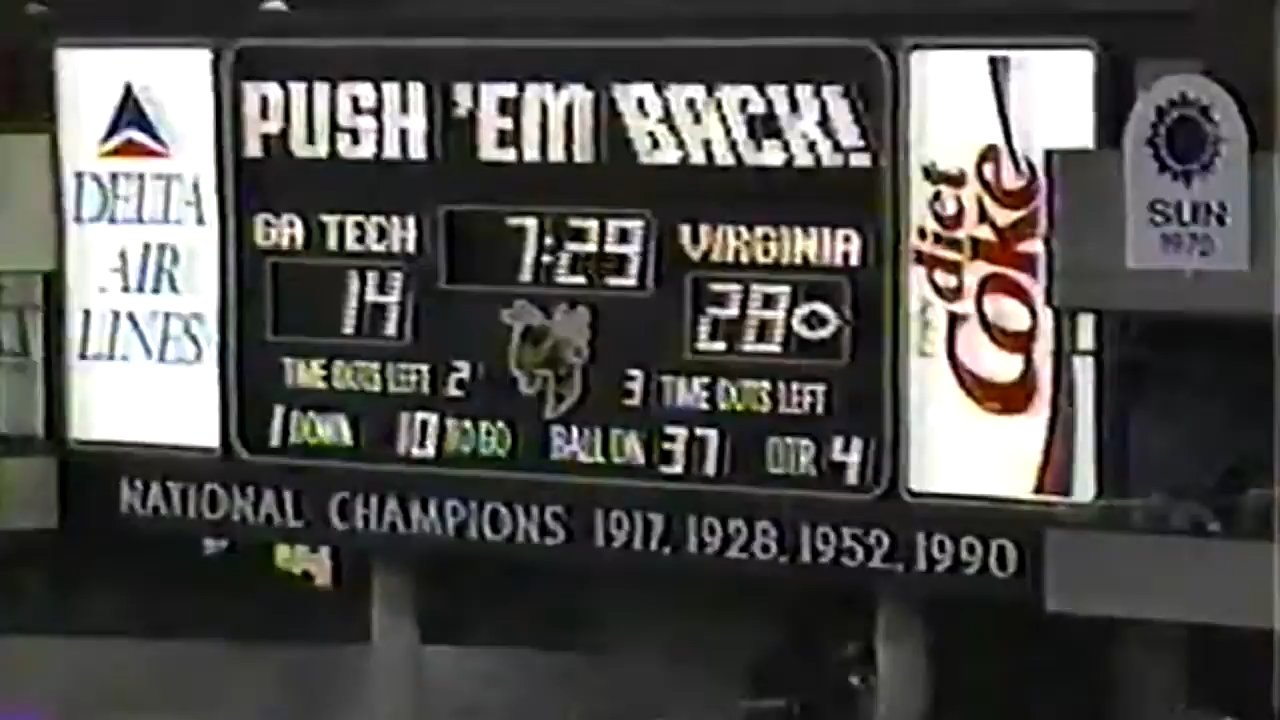 PUSH 'EM BACK!
DELTA
AIR
LINES
GA TECH
7:29
VIRGINIA
14
28
TIME OUTS LEFT 2
3 TIME OUTS LEFT
1 DOWN 10 TO GO BALL ON 37 QTR 4
diet
Coke
SUN
1970
NATIONAL CHAMPIONS 1917, 1928, 1952, 1990